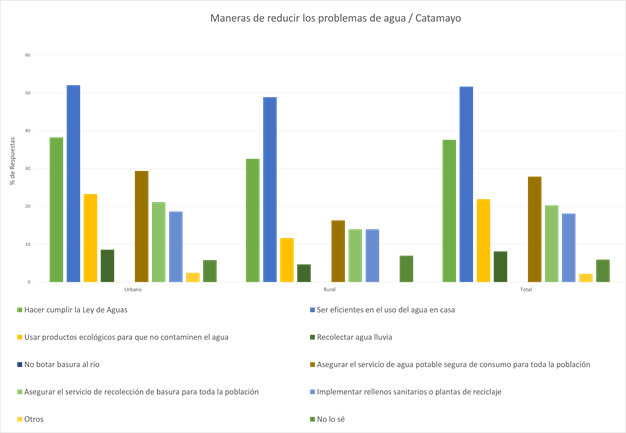 Maneras de reducir los problemas de agua / Catamayo
60
50
40
30
20
10
0
% de Respuestas
Urbano Rural Total
Hacer cumplir la Ley de Aguas Ser eficientes en el uso del agua en casa
Usar productos ecológicos para que no contaminen el agua Recolectar agua lluvia
No botar basura al río Asegurar el servicio de agua potable segura de consumo para toda la población
Asegurar el servicio de recolección de basura para toda la población Implementar rellenos sanitarios o plantas de reciclaje
Otros No lo sé